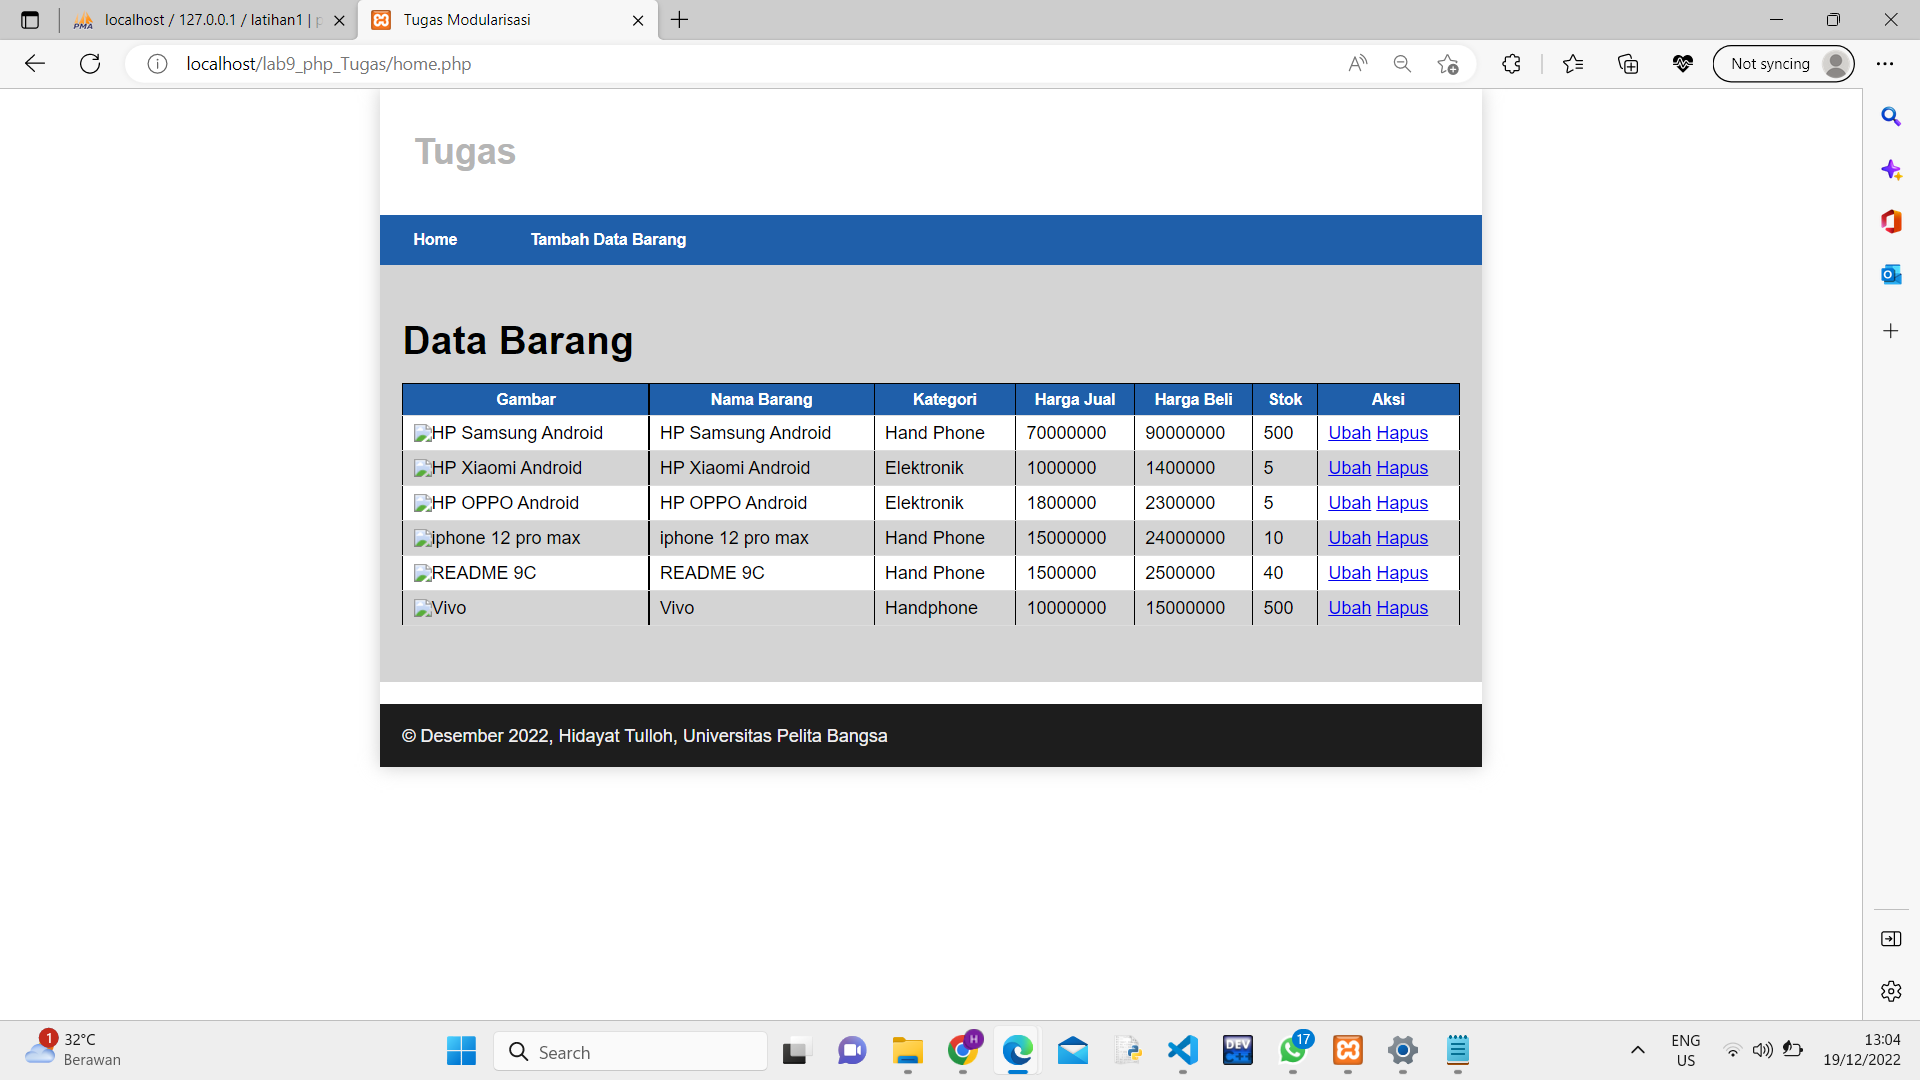 localhost / 127.0.0.1 / latihan1 | p
Tugas Modularisasi
localhost/lab9_php_Tugas/home.php
Not syncing
Tugas
Home Tambah Data Barang
Data Barang
Gambar Nama Barang Kategori Harga Jual Harga Beli Stok Aksi
HP Samsung Android HP Samsung Android Hand Phone 70000000 90000000 500 Ubah Hapus
HP Xiaomi Android HP Xiaomi Android Elektronik 1000000 1400000 5 Ubah Hapus
HP OPPO Android HP OPPO Android Elektronik 1800000 2300000 5 Ubah Hapus
iphone 12 pro max iphone 12 pro max Hand Phone 15000000 24000000 10 Ubah Hapus
README 9C README 9C Hand Phone 1500000 2500000 40 Ubah Hapus
Vivo Vivo Handphone 10000000 15000000 500 Ubah Hapus
© Desember 2022, Hidayat Tulloh, Universitas Pelita Bangsa
1
32°C
Berawan
Search
H
DEV
C++
17
ENG
US
13:04
19/12/2022